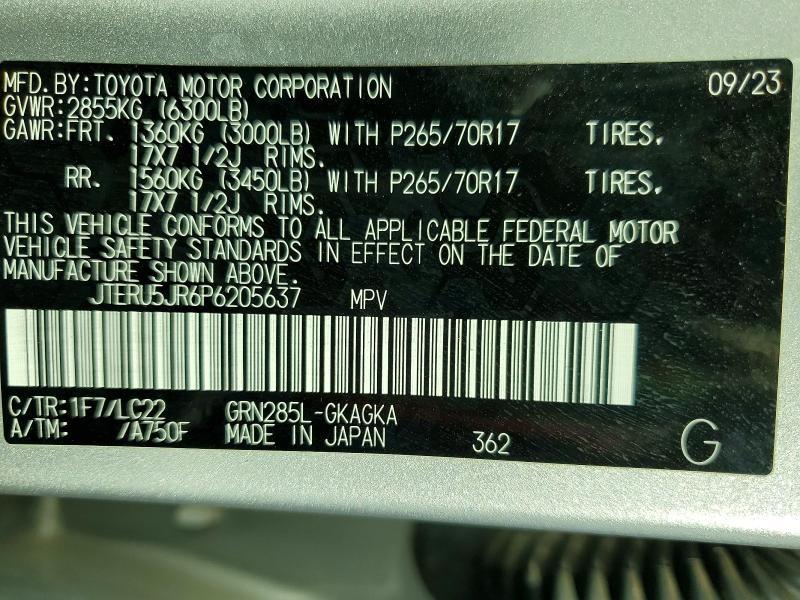 MFD. BY: TOYOTA MOTOR CORPORATION 09/23
GVWR: 2855KG (6300LB)
GAWR: FRT. 1360KG (3000LB) WITH P265/70R17 TIRES.
17X7 1/2J RIMS.
RR. 1560KG (3450LB) WITH P265/70R17 TIRES.
17X7 1/2J RIMS.
THIS VEHICLE CONFORMS TO ALL APPLICABLE FEDERAL MOTOR
VEHICLE SAFETY STANDARDS IN EFFECT ON THE DATE OF
MANUFACTURE SHOWN ABOVE.
JTERU5JR6P6205637 MPV
C/TR: 1F7/LC22 GRN285L-GKAGKA
A/TM: /A750F MADE IN JAPAN 362 G